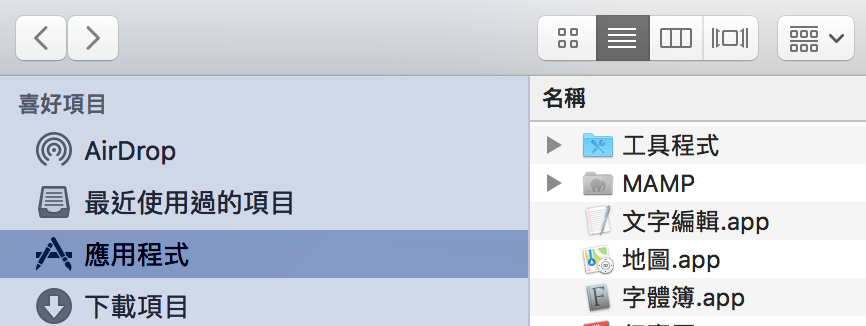 喜好項目
AirDrop
最近使用過的項目
應用程式
下載項目
名稱
工具程式
MAMP
文字編輯.app
地圖.app
字體簿.app